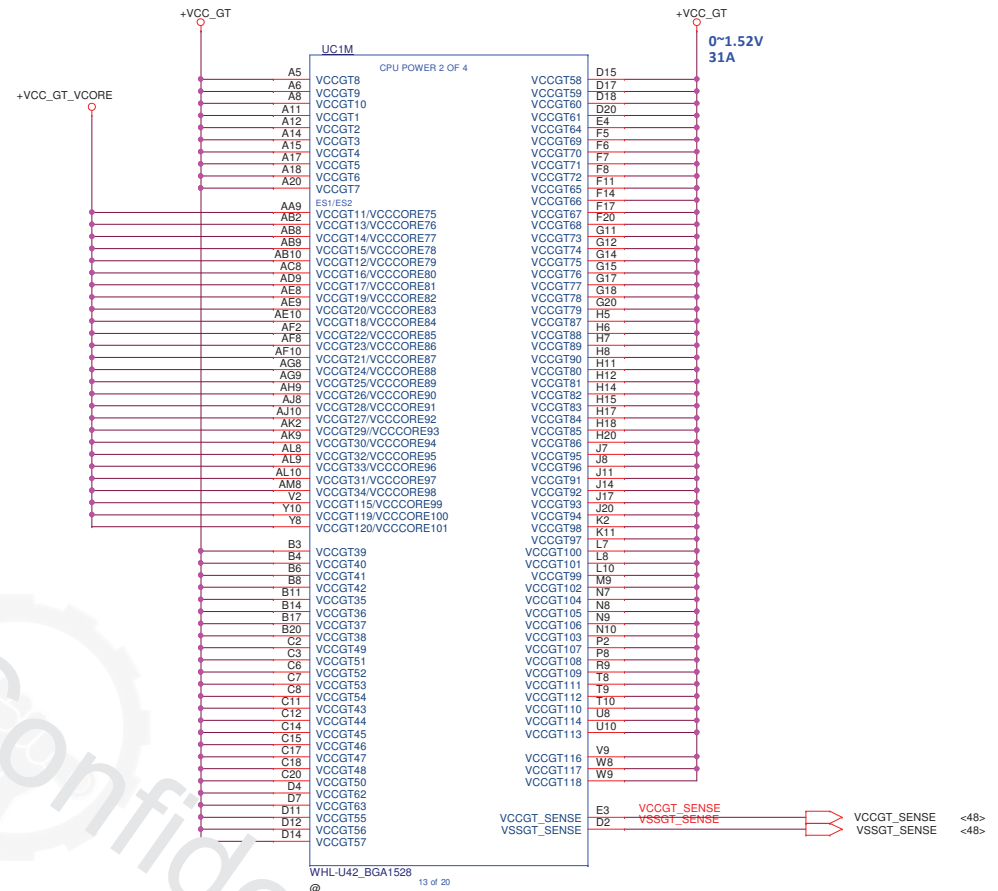 +VCC_GT
+VCC_GT
0~1.52V
31A
UC1M
CPU POWER 2 OF 4
+VCC_GT_VCORE
A5 VCCGT8
A6 VCCGT9
A8 VCCGT10
A11 VCCGT1
A12 VCCGT2
A14 VCCGT3
A15 VCCGT4
A17 VCCGT5
A18 VCCGT6
A20 VCCGT7
ES1/ES2
AA9 VCCGT11/VCCCORE75
AB2 VCCGT13/VCCCORE76
AB8 VCCGT14/VCCCORE77
AB9 VCCGT15/VCCCORE78
AB10 VCCGT12/VCCCORE79
AC8 VCCGT16/VCCCORE80
AD9 VCCGT17/VCCCORE81
AE8 VCCGT19/VCCCORE82
AE9 VCCGT20/VCCCORE83
AE10 VCCGT18/VCCCORE84
AF2 VCCGT22/VCCCORE85
AF8 VCCGT23/VCCCORE86
AF10 VCCGT21/VCCCORE87
AG8 VCCGT24/VCCCORE88
AG9 VCCGT25/VCCCORE89
AH9 VCCGT26/VCCCORE90
AJ8 VCCGT28/VCCCORE91
AJ10 VCCGT27/VCCCORE92
AK2 VCCGT29//VCCCORE93
AK9 VCCGT30/VCCCORE94
AL8 VCCGT32/VCCCORE95
AL9 VCCGT33/VCCCORE96
AL10 VCCGT31/VCCCORE97
AM8 VCCGT34/VCCCORE98
V2 VCCGT115/VCCCORE99
Y10 VCCGT119/VCCCORE100
Y8 VCCGT120/VCCCORE101
B3 VCCGT39
B4 VCCGT40
B6 VCCGT41
B8 VCCGT42
B11 VCCGT35
B14 VCCGT36
B17 VCCGT37
B20 VCCGT38
C2 VCCGT49
C3 VCCGT51
C6 VCCGT52
C7 VCCGT53
C8 VCCGT54
C11 VCCGT43
C12 VCCGT44
C14 VCCGT45
C15 VCCGT46
C17 VCCGT47
C18 VCCGT48
C20 VCCGT50
D4 VCCGT62
D7 VCCGT63
D11 VCCGT55
D12 VCCGT56
D14 VCCGT57
VCCGT58 D15
VCCGT59 D17
VCCGT60 D18
VCCGT61 D20
VCCGT64 E4
VCCGT69 F5
VCCGT70 F6
VCCGT71 F7
VCCGT72 F8
VCCGT65 F11
VCCGT66 F14
VCCGT67 F17
VCCGT68 F20
VCCGT73 G11
VCCGT74 G12
VCCGT75 G14
VCCGT76 G15
VCCGT77 G17
VCCGT78 G18
VCCGT79 G20
VCCGT87 H5
VCCGT88 H6
VCCGT89 H7
VCCGT90 H8
VCCGT80 H11
VCCGT81 H12
VCCGT82 H14
VCCGT83 H15
VCCGT84 H17
VCCGT85 H18
VCCGT86 H20
VCCGT95 J7
VCCGT96 J8
VCCGT91 J11
VCCGT92 J14
VCCGT93 J17
VCCGT94 J20
VCCGT98 K2
VCCGT97 K11
VCCGT100 L7
VCCGT101 L8
VCCGT99 L10
VCCGT102 M9
VCCGT104 N7
VCCGT105 N8
VCCGT106 N9
VCCGT103 N10
VCCGT107 P2
VCCGT108 P8
VCCGT109 R9
VCCGT111 T8
VCCGT112 T9
VCCGT110 T10
VCCGT114 U8
VCCGT113 U10
VCCGT116 V9
VCCGT117 W8
VCCGT118 W9
VCCGT_SENSE E3 VCCGT_SENSE VCCGT_SENSE <48>
VSSGT_SENSE D2 VSSGT_SENSE VSSGT_SENSE <48>
WHL-U42_BGA1528
13 of 20
@